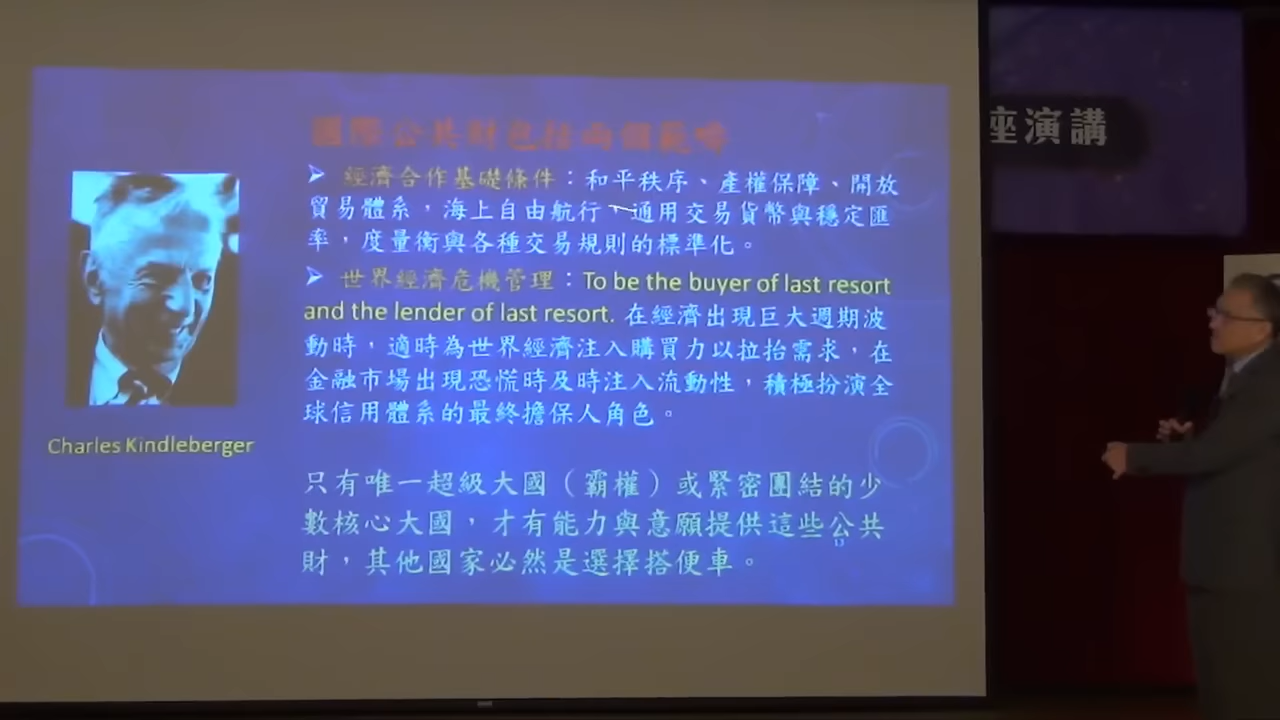 國際公共財包括兩個範疇
➢ 經濟合作基礎條件：和平秩序、產權保障、開放
貿易體系，海上自由航行，通用交易貨幣與穩定匯
率，度量衡與各種交易規則的標準化。
➢ 世界經濟危機管理：To be the buyer of last resort
and the lender of last resort. 在經濟出現巨大週期波
動時，適時為世界經濟注入購買力以拉抬需求，在
金融市場出現恐慌時及時注入流動性，積極扮演全
球信用體系的最終擔保人角色。
Charles Kindleberger
只有唯一超級大國（霸權）或緊密團結的少
數核心大國，才有能力與意願提供這些公共
財，其他國家必然是選擇搭便車。
13
座演講